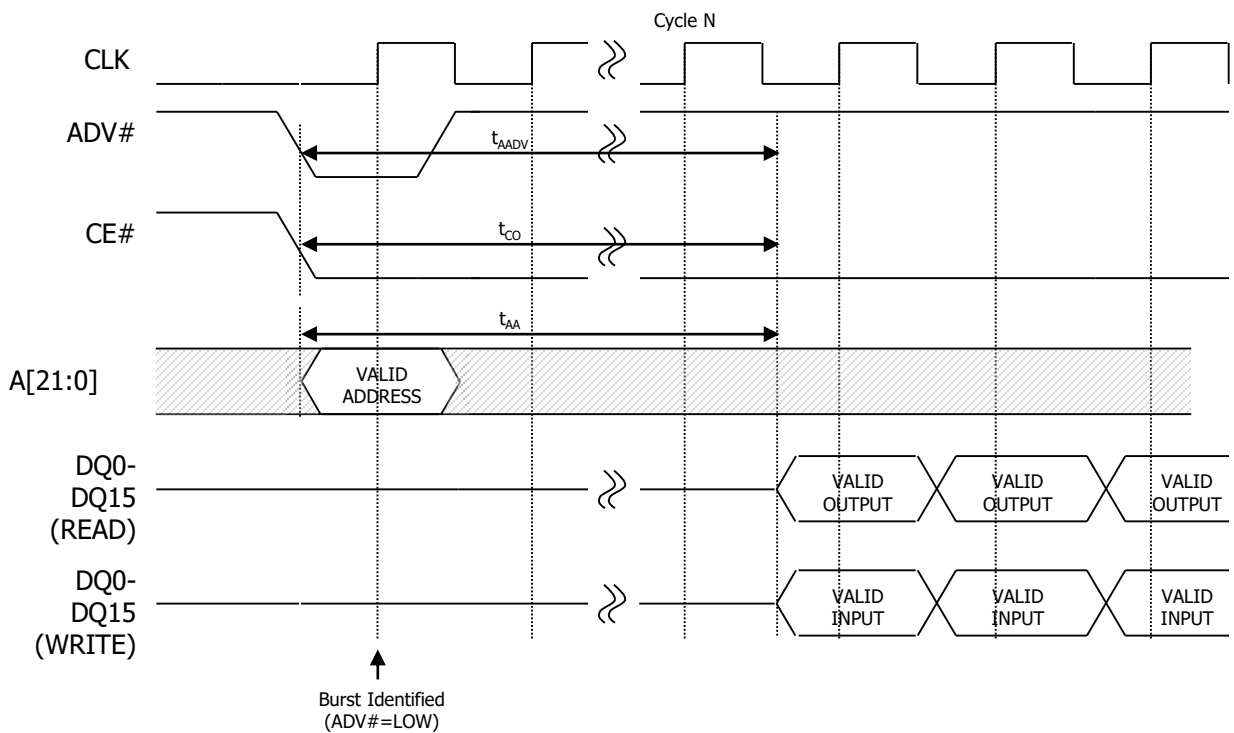 Cycle N
CLK
ADV#
tAADV
CE#
tCO
tAA
A[21:0]
VALID
ADDRESS
DQ0-
DQ15
(READ)
VALID
OUTPUT
VALID
OUTPUT
VALID
OUTPUT
DQ0-
DQ15
(WRITE)
VALID
INPUT
VALID
INPUT
VALID
INPUT
Burst Identified
(ADV#=LOW)